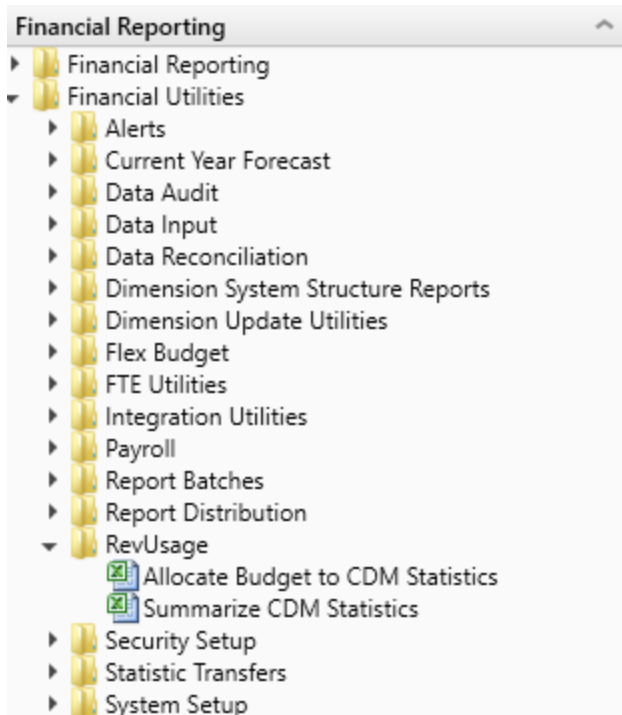 Financial Reporting
Financial Reporting
Financial Utilities
Alerts
Current Year Forecast
Data Audit
Data Input
Data Reconciliation
Dimension System Structure Reports
Dimension Update Utilities
Flex Budget
FTE Utilities
Integration Utilities
Payroll
Report Batches
Report Distribution
RevUsage
Allocate Budget to CDM Statistics
Summarize CDM Statistics
Security Setup
Statistic Transfers
System Setup